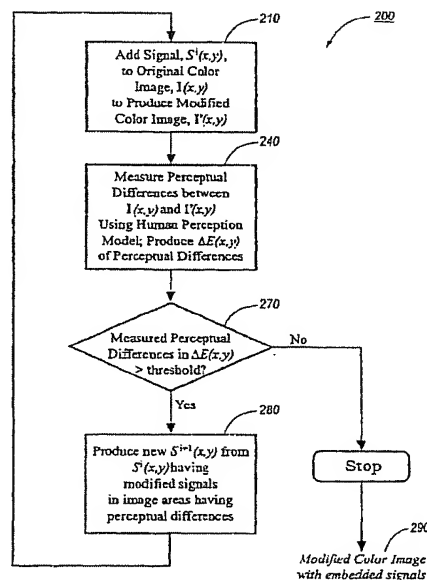 210
200
Add Signal, Sⁱ(x,y),
to Original Color
Image, I(x,y)
to Produce Modified
Color Image, I'(x,y)
240
Measure Perceptual
Differences between
I(x,y) and I'(x,y)
Using Human Perception
Model; Produce ΔE(x,y)
of Perceptual Differences
270
Measured Perceptual
Differences in ΔE(x,y)
> threshold?
No
Yes
280
Produce new Sⁱ⁺¹(x,y) from
Sⁱ(x,y) having
modified signals
in image areas having
perceptual differences
Stop
290
Modified Color Image
with embedded signals